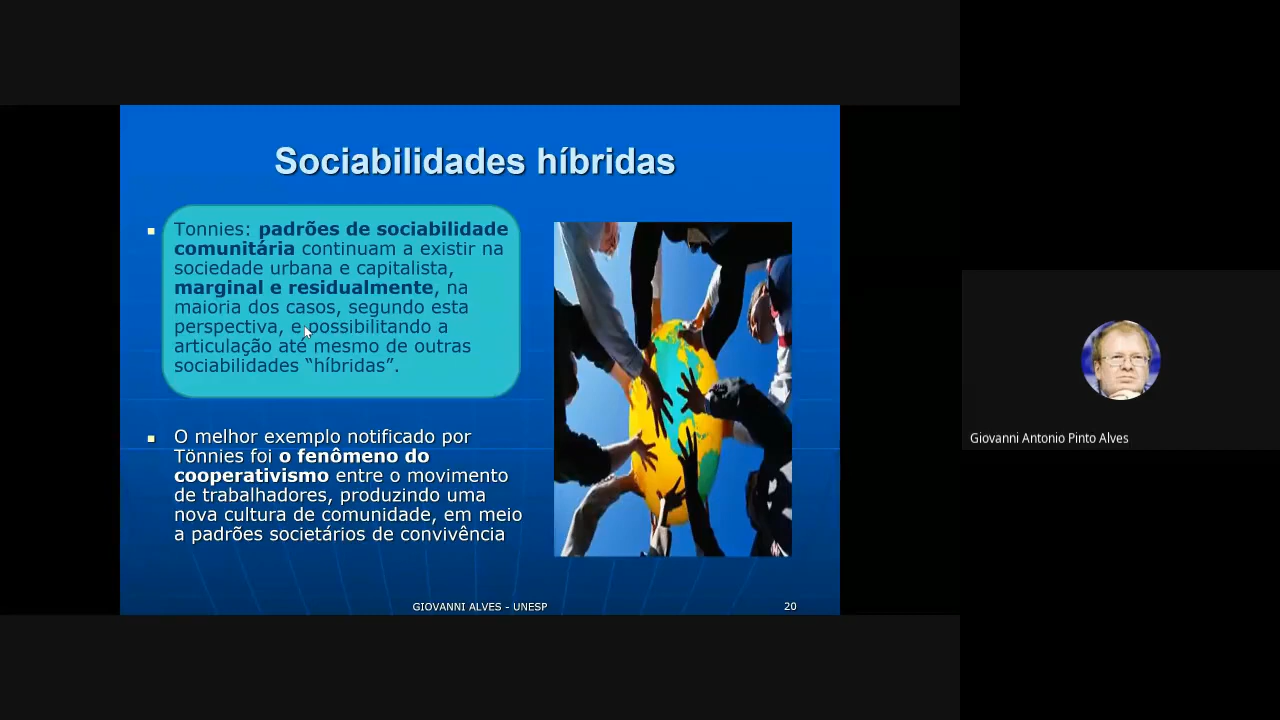 Sociabilidades híbridas
Tonnies: padrões de sociabilidade
comunitária continuam a existir na
sociedade urbana e capitalista,
marginal e residualmente, na
maioria dos casos, segundo esta
perspectiva, e possibilitando a
articulação até mesmo de outras
sociabilidades “híbridas”.
O melhor exemplo notificado por
Tönnies foi o fenômeno do
cooperativismo entre o movimento
de trabalhadores, produzindo uma
nova cultura de comunidade, em meio
a padrões societários de convivência
GIOVANNI ALVES - UNESP
20
Giovanni Antonio Pinto Alves